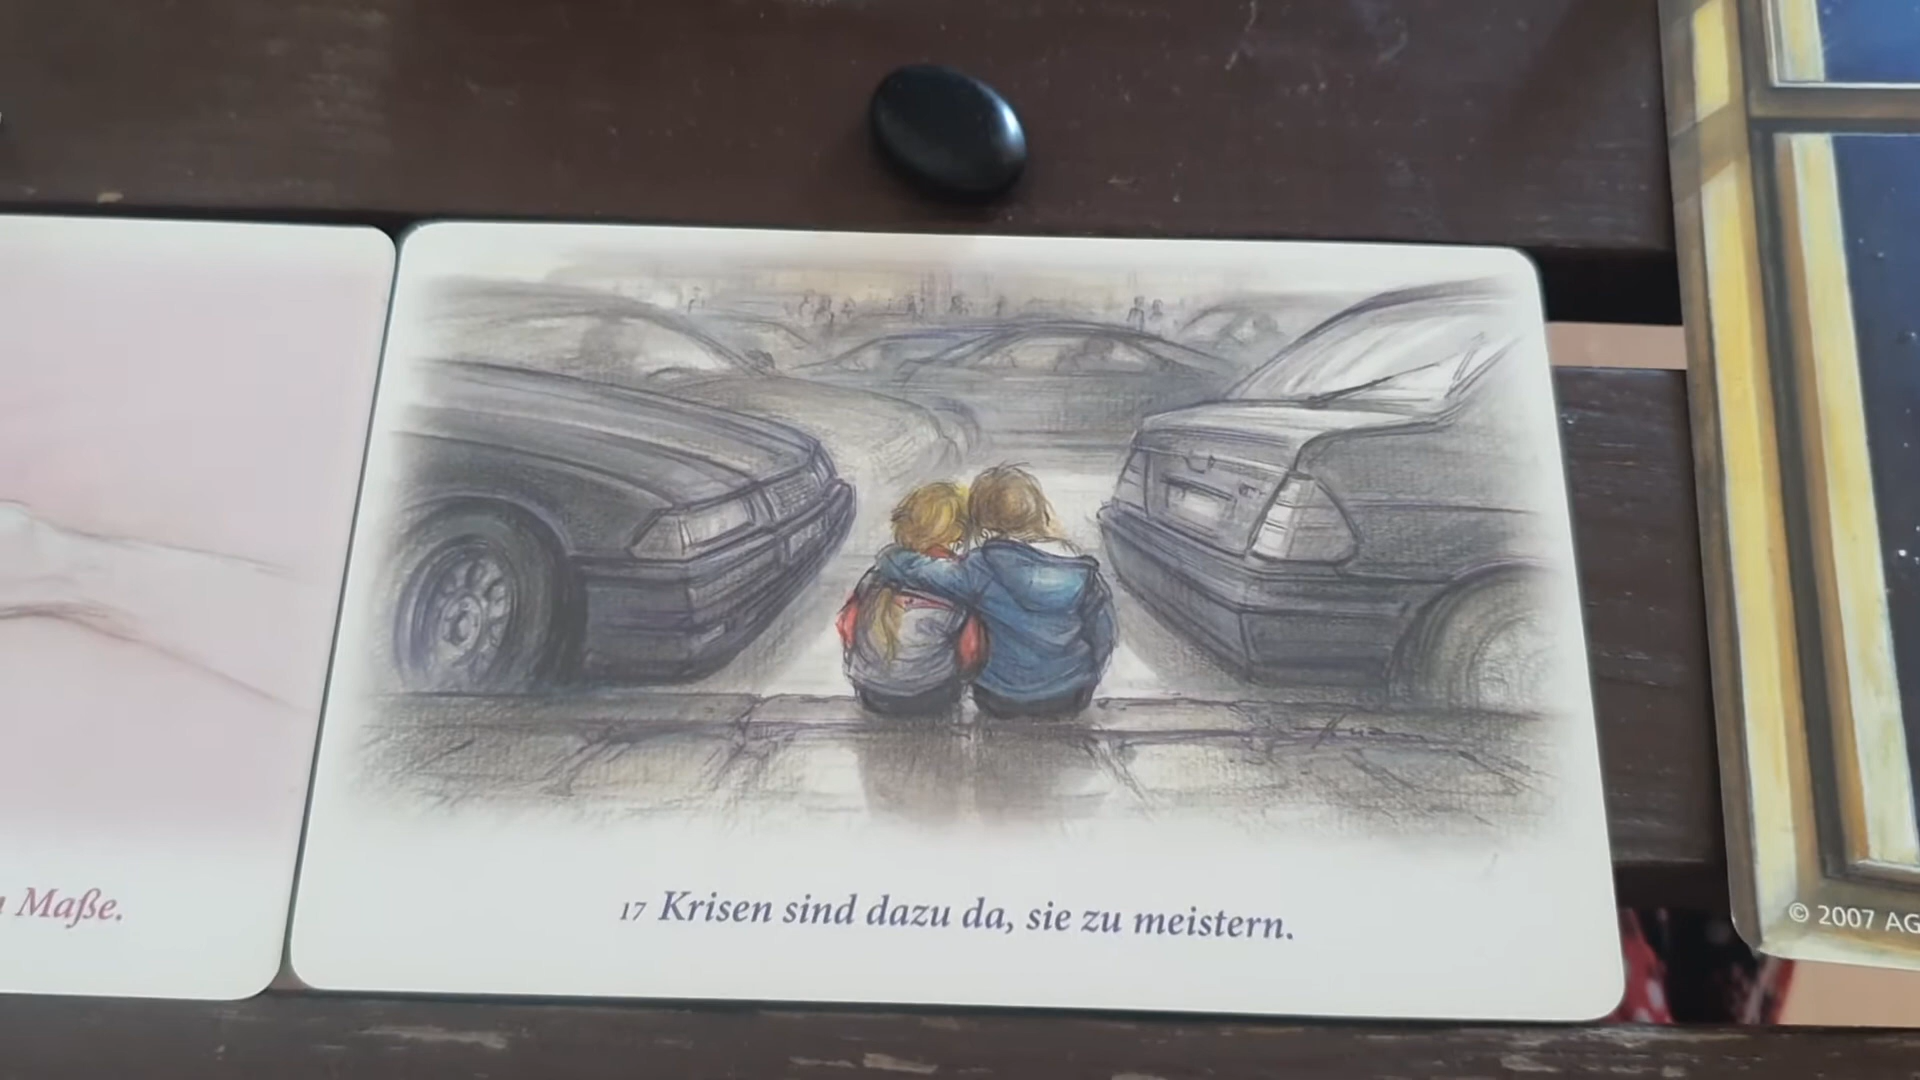 Maße.
17 Krisen sind dazu da, sie zu meistern.
© 2007 AG